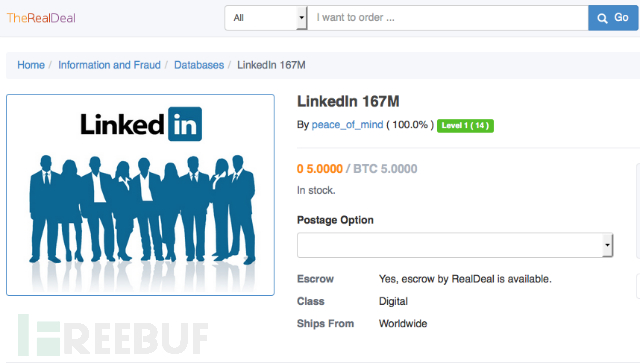 TheRealDeal
All
I want to order ...
Go
Home / Information and Fraud / Databases / LinkedIn 167M
Linked in
LinkedIn 167M
By peace_of_mind ( 100.0% ) Level 1 ( 14 )
0 5.0000 / BTC 5.0000
In stock.
Postage Option
Escrow Yes, escrow by RealDeal is available.
Class Digital
Ships From Worldwide
FREEBUF